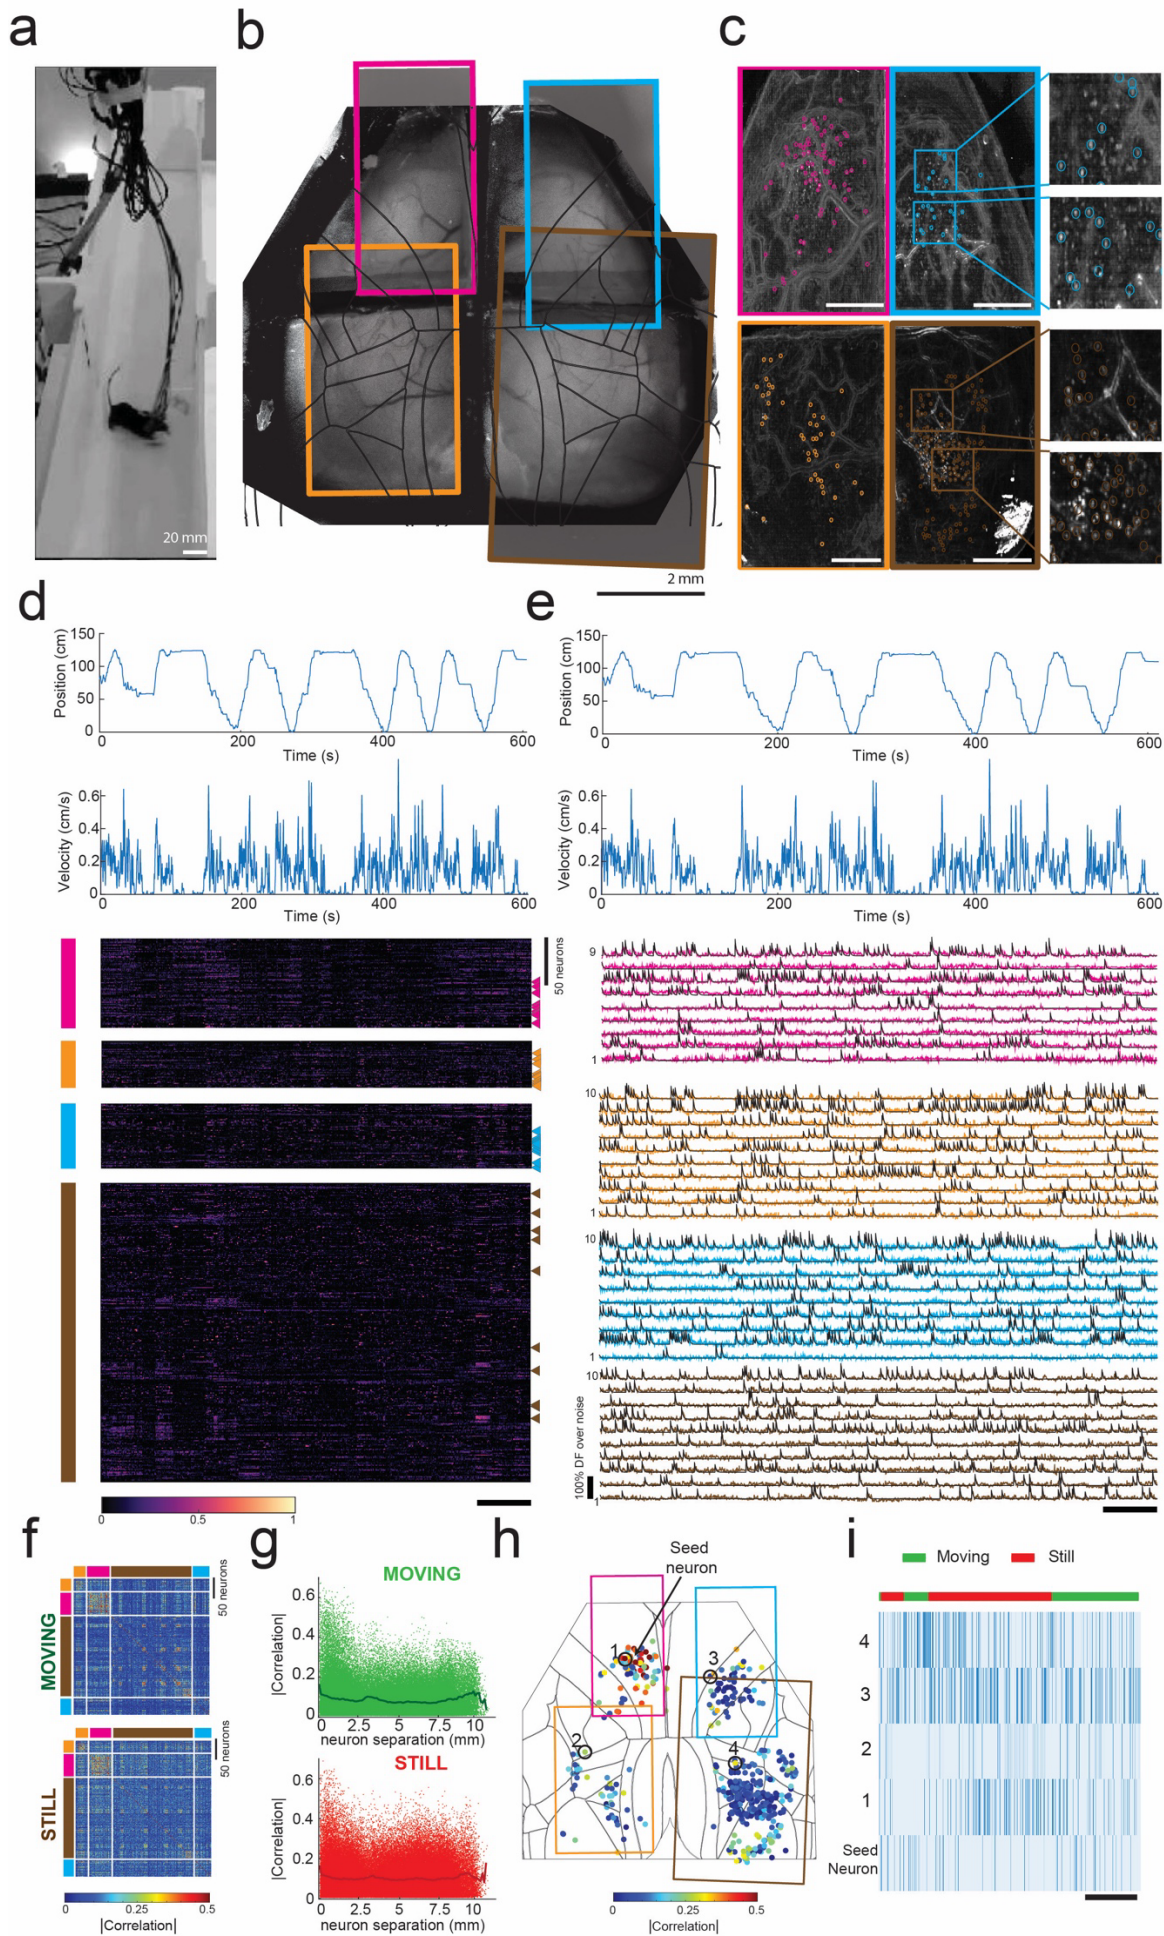 a
b
c
20 mm
2 mm
d
e
Position (cm)
150
100
50
0
0
200
400
600
Time (s)
Position (cm)
150
100
50
0
0
200
400
600
Time (s)
Velocity (cm/s)
0.6
0.4
0.2
0
0
200
400
600
Time (s)
Velocity (cm/s)
0.6
0.4
0.2
0
0
200
400
600
Time (s)
50 neurons
0
0.5
1
9
1
10
1
10
1
10
1
100% DF over noise
f
MOVING
50 neurons
STILL
50 neurons
0
0.25
0.5
|Correlation|
g
MOVING
|Correlation|
0.6
0.4
0.2
0
0
2.5
5
7.5
10
neuron separation (mm)
STILL
|Correlation|
0.6
0.4
0.2
0
0
2.5
5
7.5
10
neuron separation (mm)
h
Seed
neuron
1
2
3
4
0
0.25
0.5
|Correlation|
i
Moving
Still
4
3
2
1
Seed
Neuron